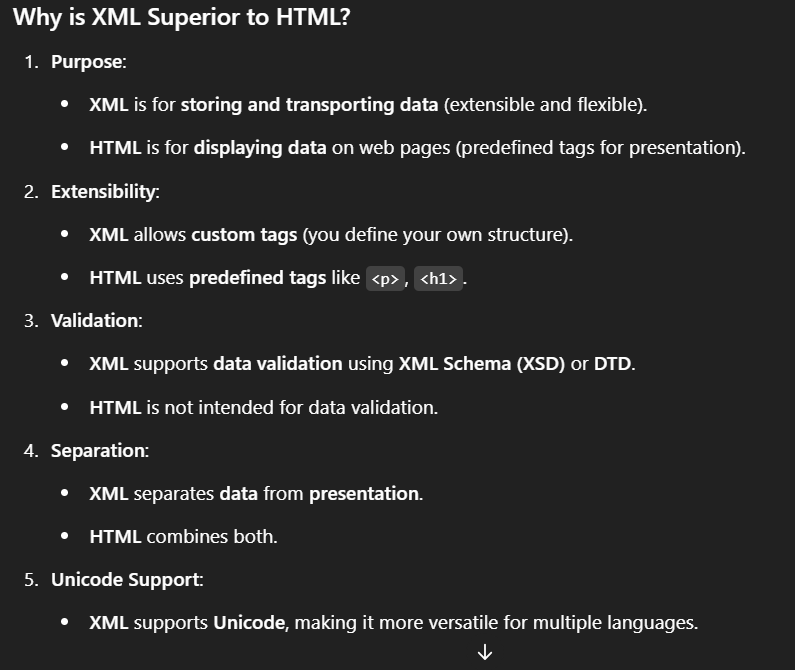 Why is XML Superior to HTML?
1. Purpose:
• XML is for storing and transporting data (extensible and flexible).
• HTML is for displaying data on web pages (predefined tags for presentation).
2. Extensibility:
• XML allows custom tags (you define your own structure).
• HTML uses predefined tags like <p>, <h1>.
3. Validation:
• XML supports data validation using XML Schema (XSD) or DTD.
• HTML is not intended for data validation.
4. Separation:
• XML separates data from presentation.
• HTML combines both.
5. Unicode Support:
• XML supports Unicode, making it more versatile for multiple languages.